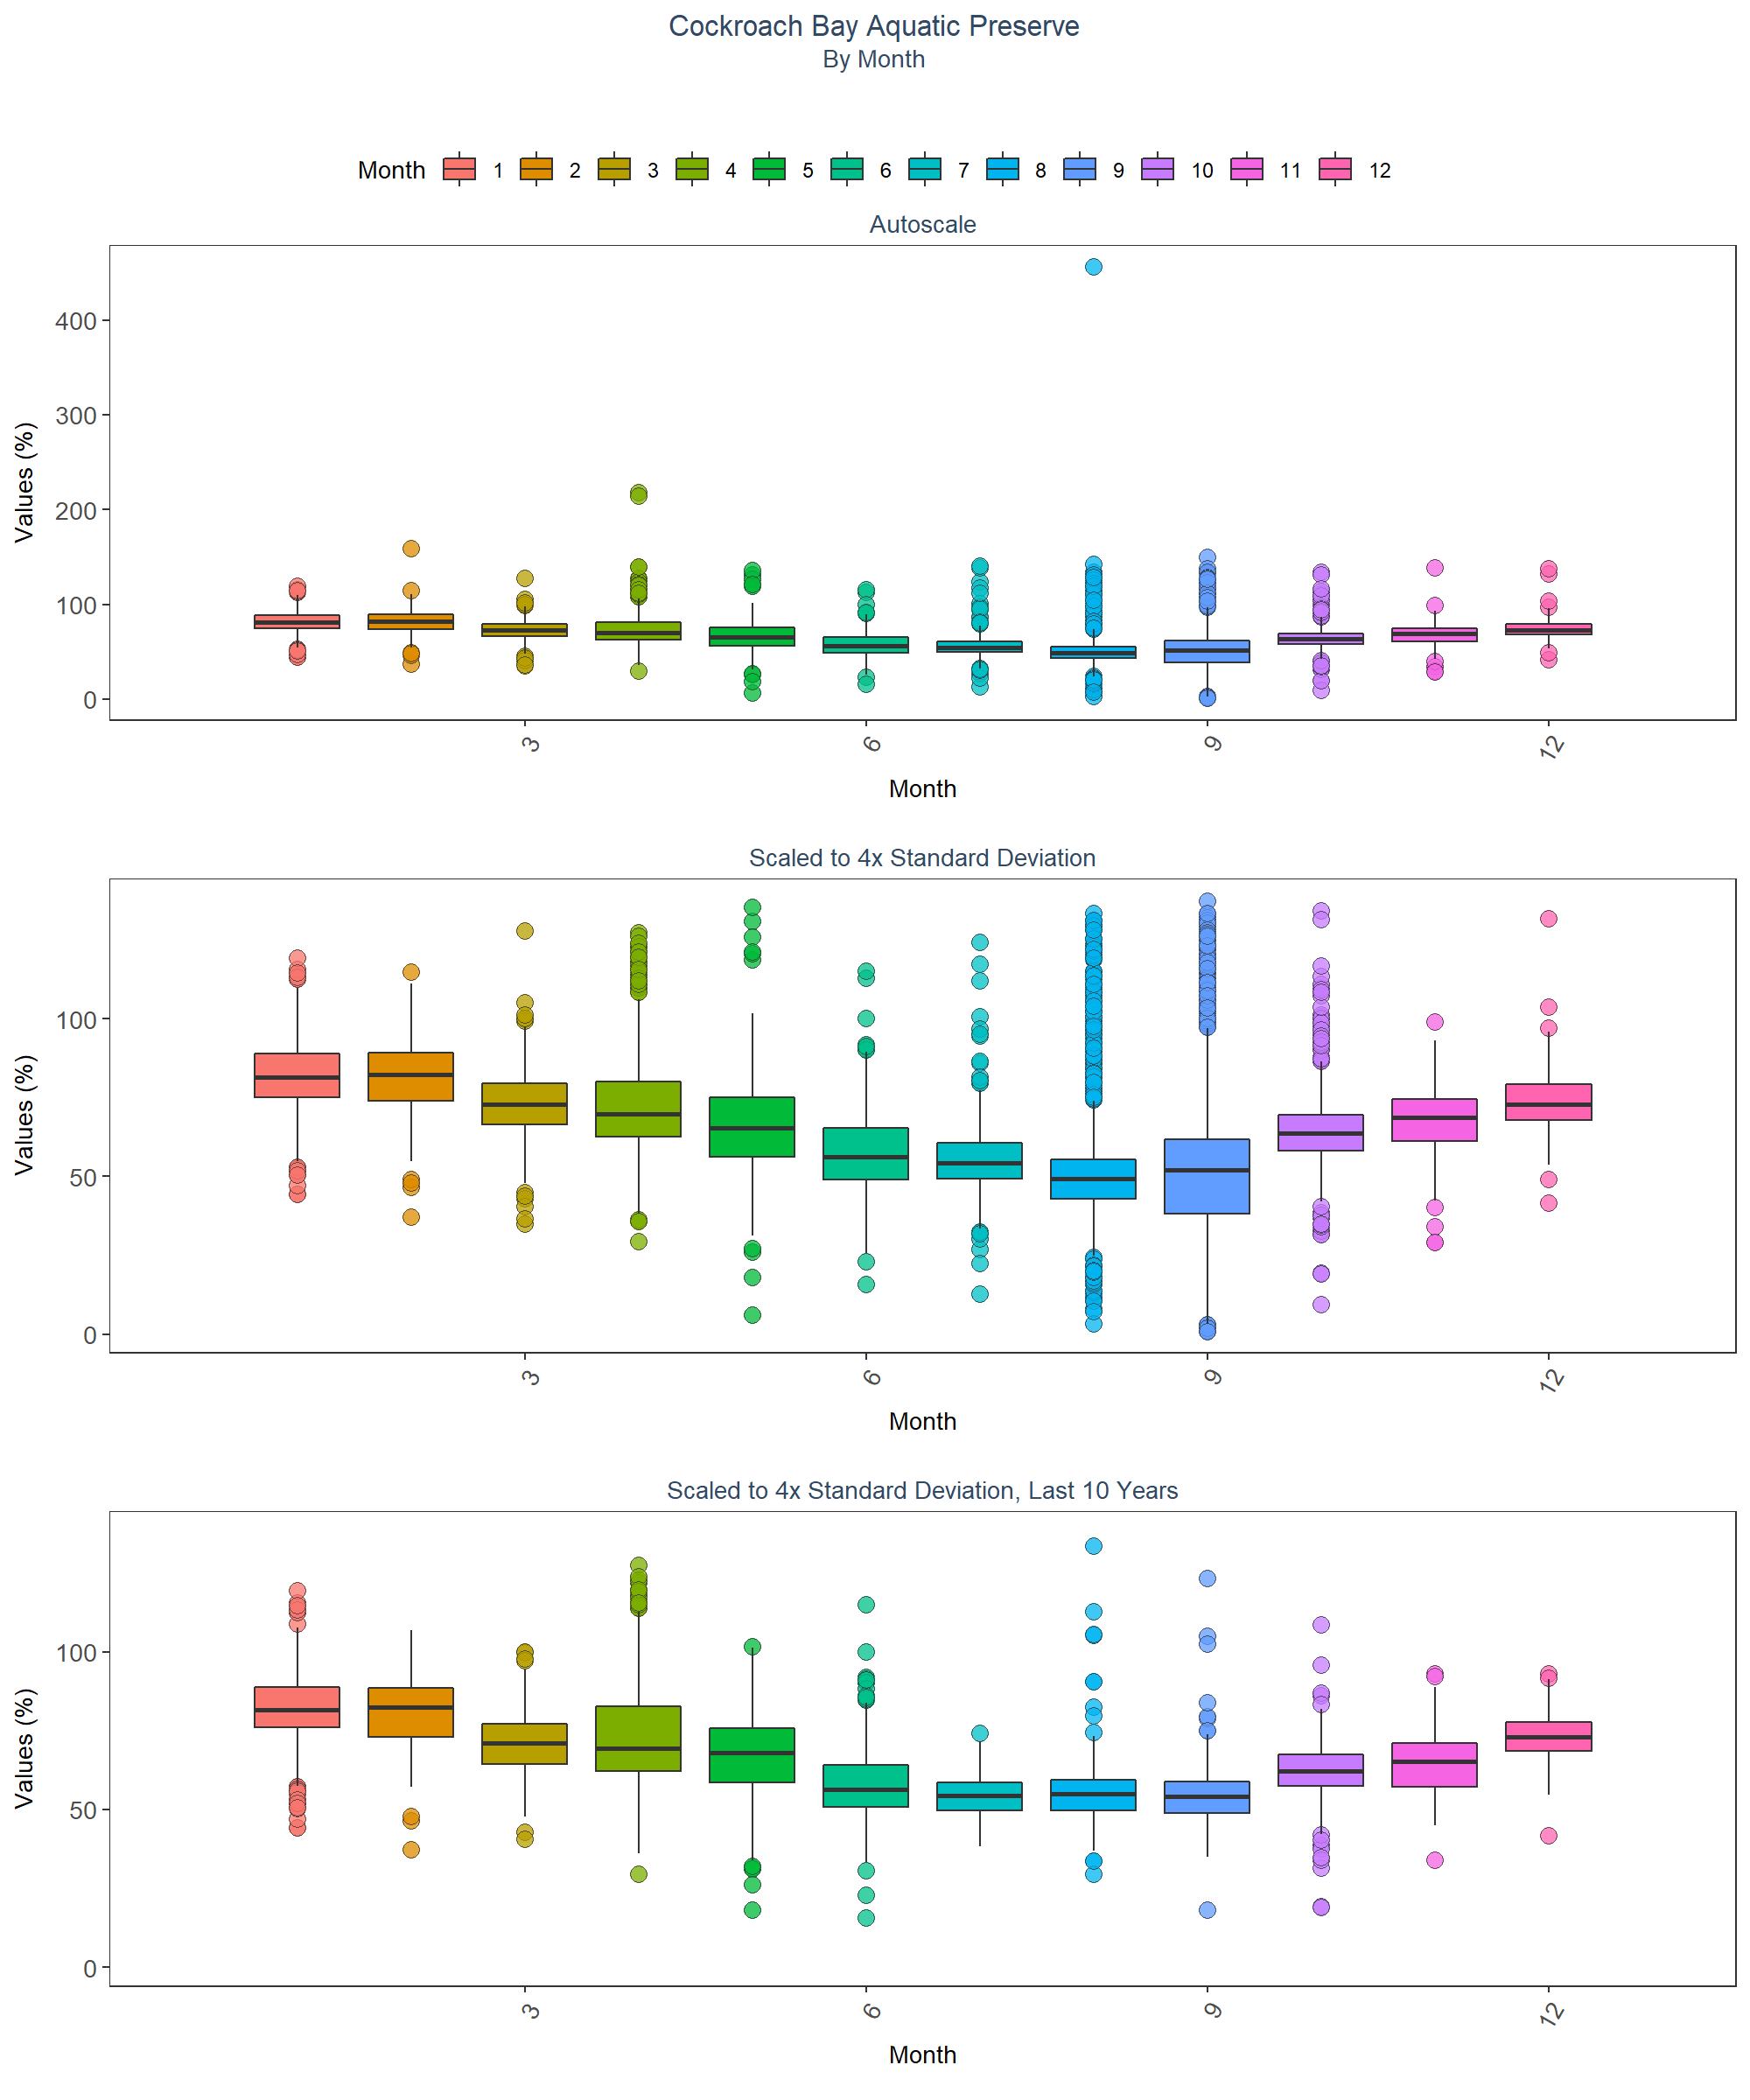 Cockroach Bay Aquatic Preserve
By Month
Month 1 2 3 4 5 6 7 8 9 10 11 12
Autoscale
Values (%)
400
300
200
100
0
3 6 9 12
Month
Scaled to 4x Standard Deviation
Values (%)
100
50
0
3 6 9 12
Month
Scaled to 4x Standard Deviation, Last 10 Years
Values (%)
100
50
0
3 6 9 12
Month